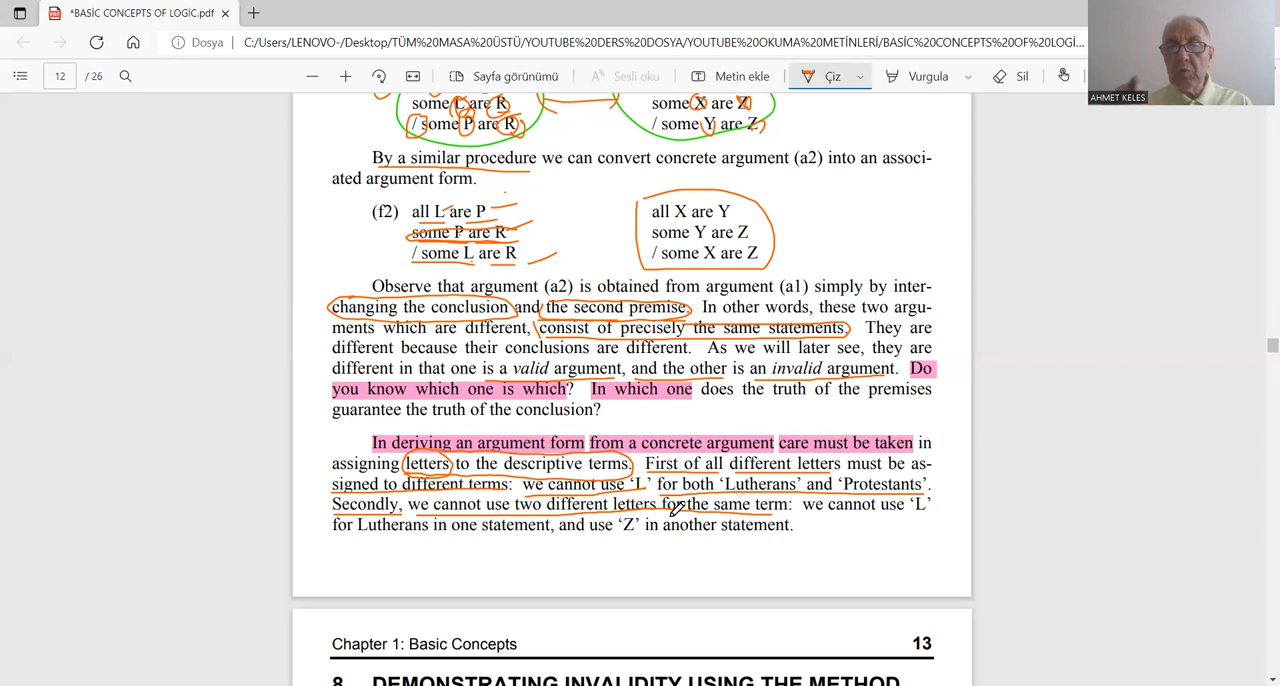 *BASİC CONCEPTS OF LOGİC.pdf
Dosya C:/Users/LENOVO-/Desktop/TÜM%20MASA%20ÜSTÜ/YOUTUBE%20DERS%20DOSYA/YOUTUBE%20OKUMA%20METİNLERİ/BASİC%20CONCEPTS%20OF%20LOGİ...
12 / 26 Sayfa görünümü Sesli oku Metin ekle Çiz Vurgula Sil
AHMET KELES
some L are R some X are Z
/ some P are R / some Y are Z
By a similar procedure we can convert concrete argument (a2) into an associ-
ated argument form.
(f2) all L are P all X are Y
some P are R some Y are Z
/ some L are R / some X are Z
Observe that argument (a2) is obtained from argument (a1) simply by inter-
changing the conclusion and the second premise. In other words, these two argu-
ments which are different, consist of precisely the same statements. They are
different because their conclusions are different. As we will later see, they are
different in that one is a valid argument, and the other is an invalid argument. Do
you know which one is which? In which one does the truth of the premises
guarantee the truth of the conclusion?
In deriving an argument form from a concrete argument care must be taken in
assigning letters to the descriptive terms. First of all different letters must be as-
signed to different terms: we cannot use ‘L’ for both ‘Lutherans’ and ‘Protestants’.
Secondly, we cannot use two different letters for the same term: we cannot use ‘L’
for Lutherans in one statement, and use ‘Z’ in another statement.
Chapter 1: Basic Concepts 13
8. DEMONSTRATING INVALIDITY USING THE METHOD